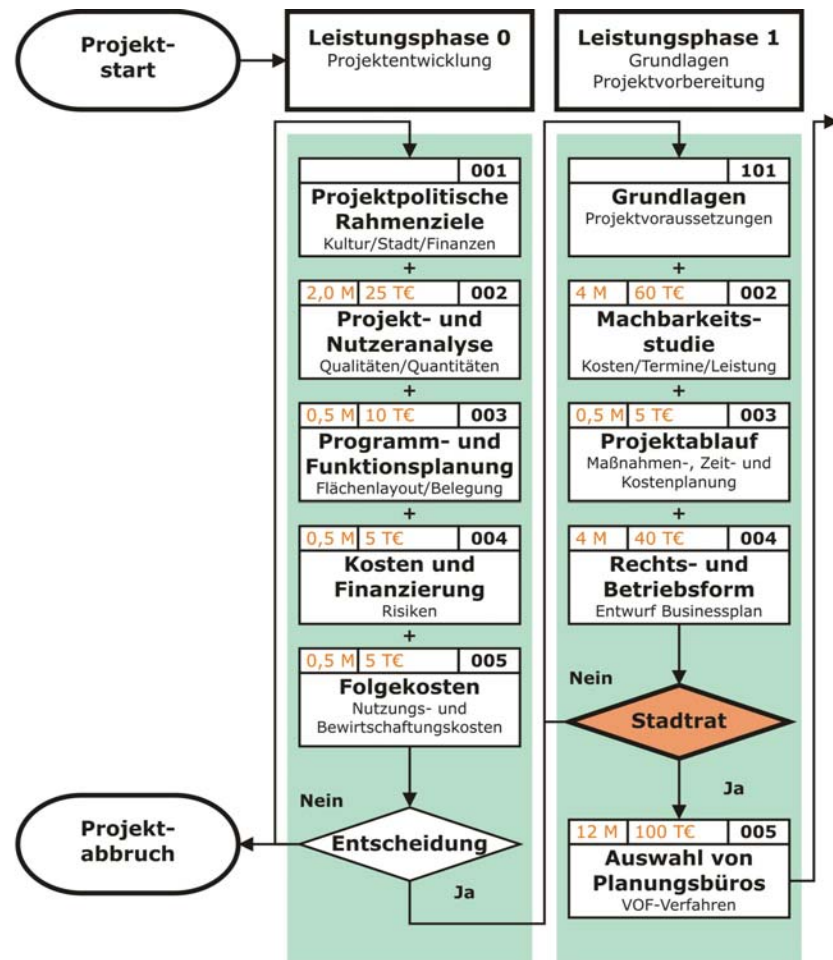 Projekt-
start
Leistungsphase 0
Projektentwicklung
Leistungsphase 1
Grundlagen
Projektvorbereitung
001
Projektpolitische
Rahmenziele
Kultur/Stadt/Finanzen
+
2,0 M 25 T€ 002
Projekt- und
Nutzeranalyse
Qualitäten/Quantitäten
+
0,5 M 10 T€ 003
Programm- und
Funktionsplanung
Flächenlayout/Belegung
+
0,5 M 5 T€ 004
Kosten und
Finanzierung
Risiken
+
0,5 M 5 T€ 005
Folgekosten
Nutzungs- und
Bewirtschaftungskosten
Nein
Entscheidung
Ja
Projekt-
abbruch
101
Grundlagen
Projektvoraussetzungen
+
4 M 60 T€ 002
Machbarkeits-
studie
Kosten/Termine/Leistung
+
0,5 M 5 T€ 003
Projektablauf
Maßnahmen-, Zeit- und
Kostenplanung
+
4 M 40 T€ 004
Rechts- und
Betriebsform
Entwurf Businessplan
Nein
Stadtrat
Ja
12 M 100 T€ 005
Auswahl von
Planungsbüros
VOF-Verfahren